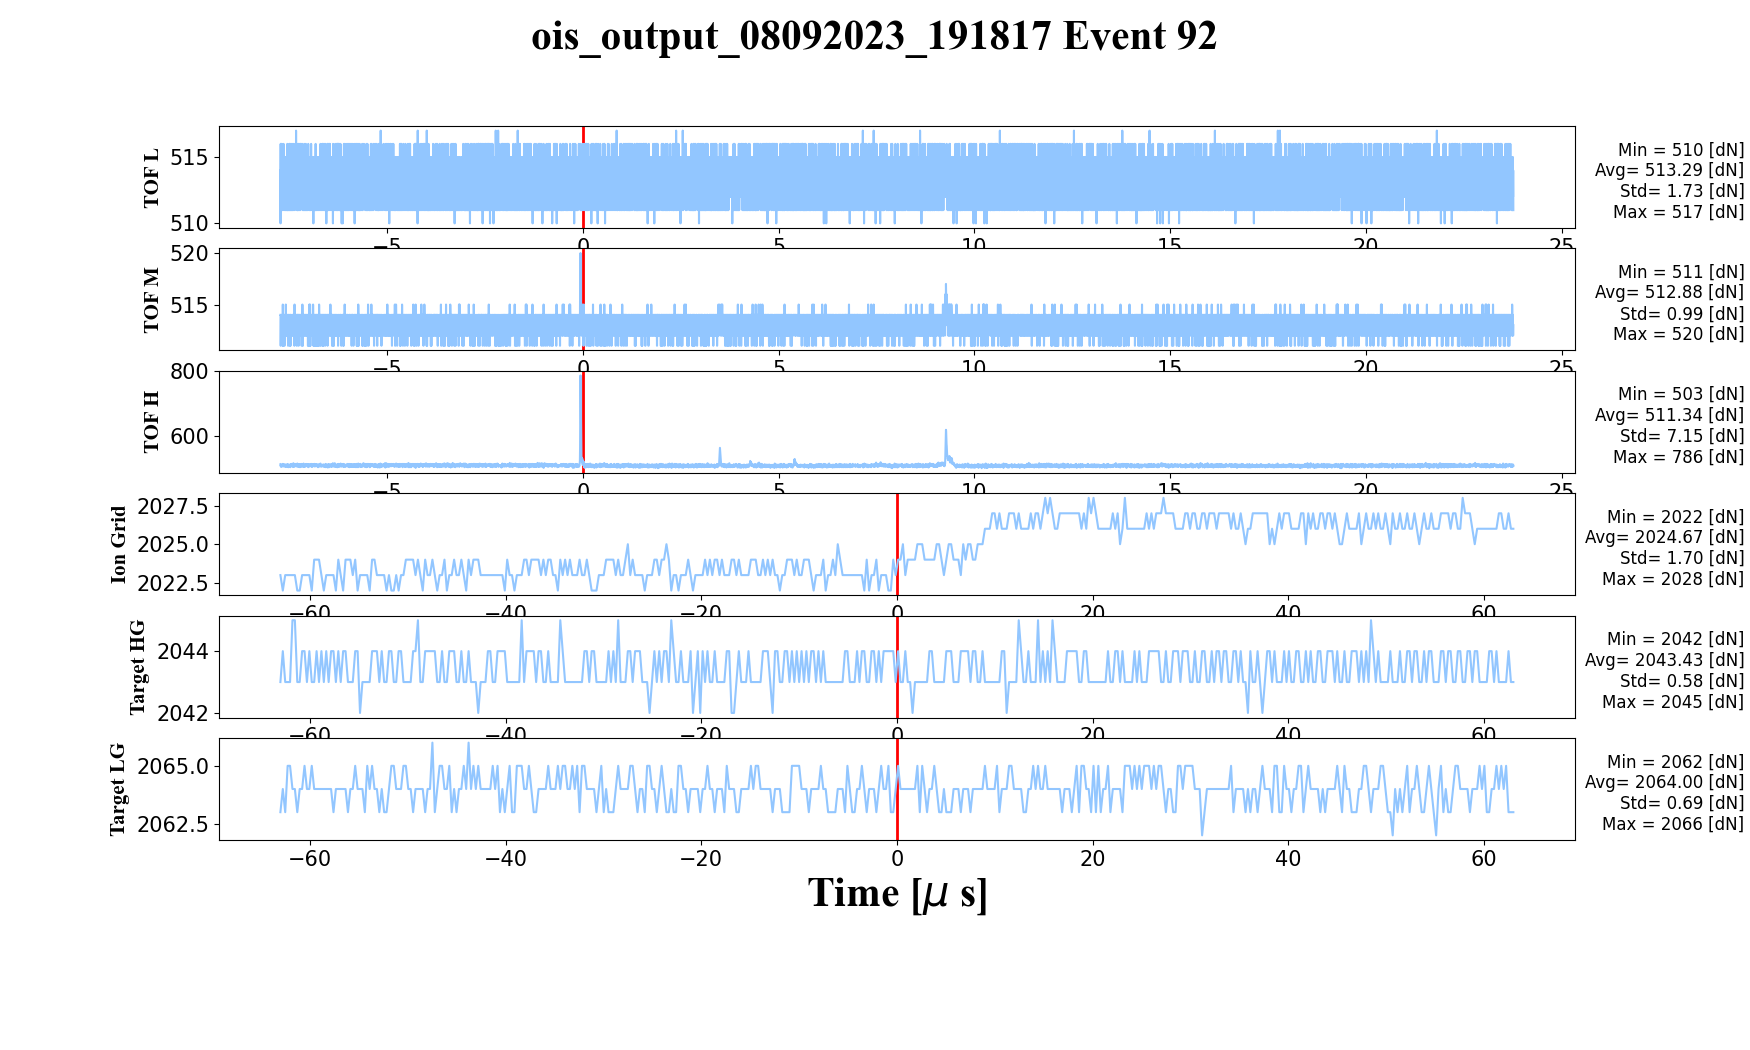 ois_output_08092023_191817 Event 92
TOF L
515
510
Min = 510 [dN]
Avg= 513.29 [dN]
Std= 1.73 [dN]
Max = 517 [dN]
−5 0 5 10 15 20 25
TOF M
520
515
Min = 511 [dN]
Avg= 512.88 [dN]
Std= 0.99 [dN]
Max = 520 [dN]
−5 0 5 10 15 20 25
TOF H
800
600
Min = 503 [dN]
Avg= 511.34 [dN]
Std= 7.15 [dN]
Max = 786 [dN]
−5 0 5 10 15 20 25
Ion Grid
2027.5
2025.0
2022.5
Min = 2022 [dN]
Avg= 2024.67 [dN]
Std= 1.70 [dN]
Max = 2028 [dN]
−60 −40 −20 0 20 40 60
Target HG
2044
2042
Min = 2042 [dN]
Avg= 2043.43 [dN]
Std= 0.58 [dN]
Max = 2045 [dN]
−60 −40 −20 0 20 40 60
Target LG
2065.0
2062.5
Min = 2062 [dN]
Avg= 2064.00 [dN]
Std= 0.69 [dN]
Max = 2066 [dN]
−60 −40 −20 0 20 40 60
Time [μ s]